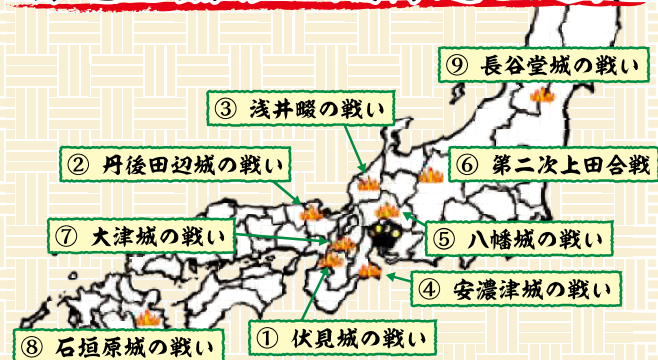 ⑨ 長谷堂城の戦い
③ 浅井畷の戦い
② 丹後田辺城の戦い
⑥ 第二次上田合戦
⑦ 大津城の戦い
⑤ 八幡城の戦い
④ 安濃津城の戦い
① 伏見城の戦い
⑧ 石垣原城の戦い